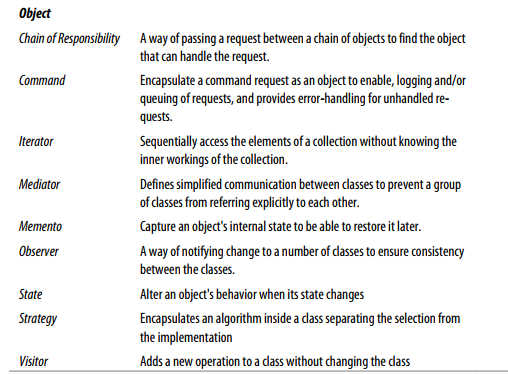 Object
Chain of Responsibility A way of passing a request between a chain of objects to find the object
that can handle the request.
Command Encapsulate a command request as an object to enable, logging and/or
queuing of requests, and provides error-handling for unhandled re-
quests.
Iterator Sequentially access the elements of a collection without knowing the
inner workings of the collection.
Mediator Defines simplified communication between classes to prevent a group
of classes from referring explicitly to each other.
Memento Capture an object's internal state to be able to restore it later.
Observer A way of notifying change to a number of classes to ensure consistency
between the classes.
State Alter an object's behavior when its state changes
Strategy Encapsulates an algorithm inside a class separating the selection from
the implementation
Visitor Adds a new operation to a class without changing the class